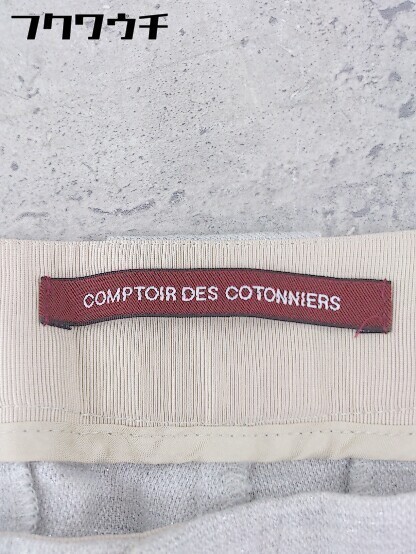 フクワウチ
COMPTOIR DES COTONNIERS